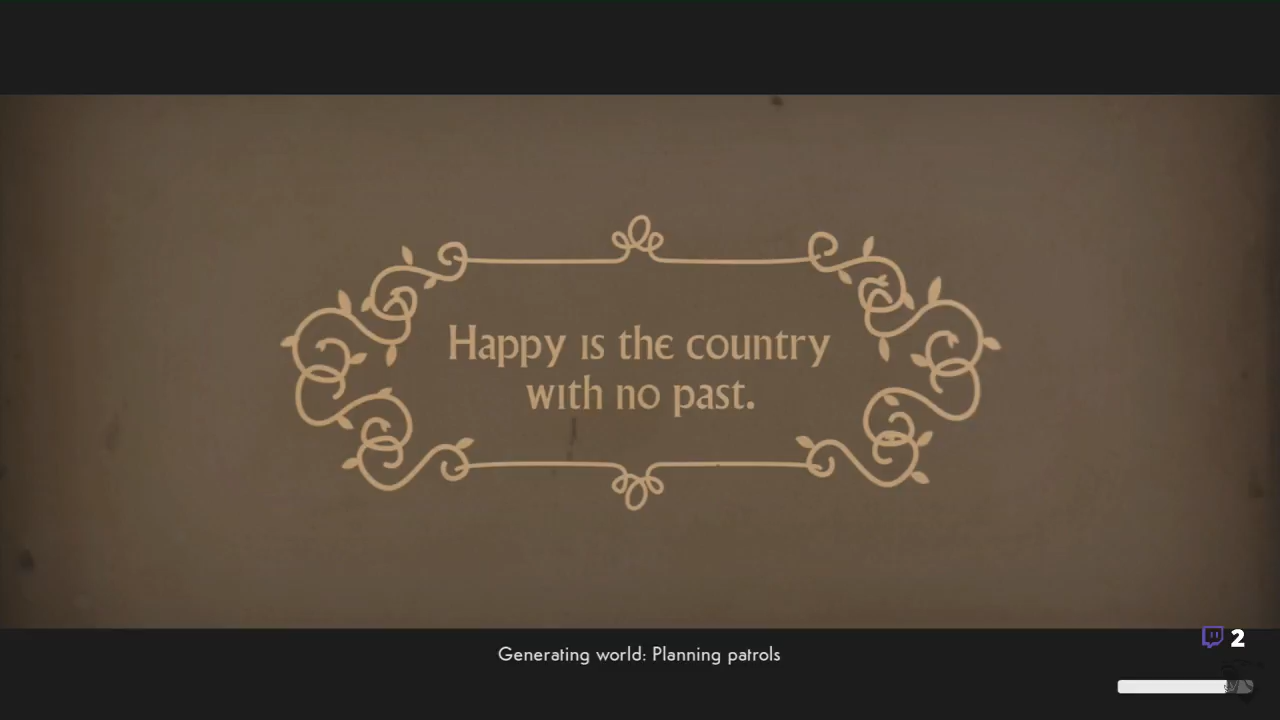 Happy is the country
with no past.
2
Generating world: Planning patrols